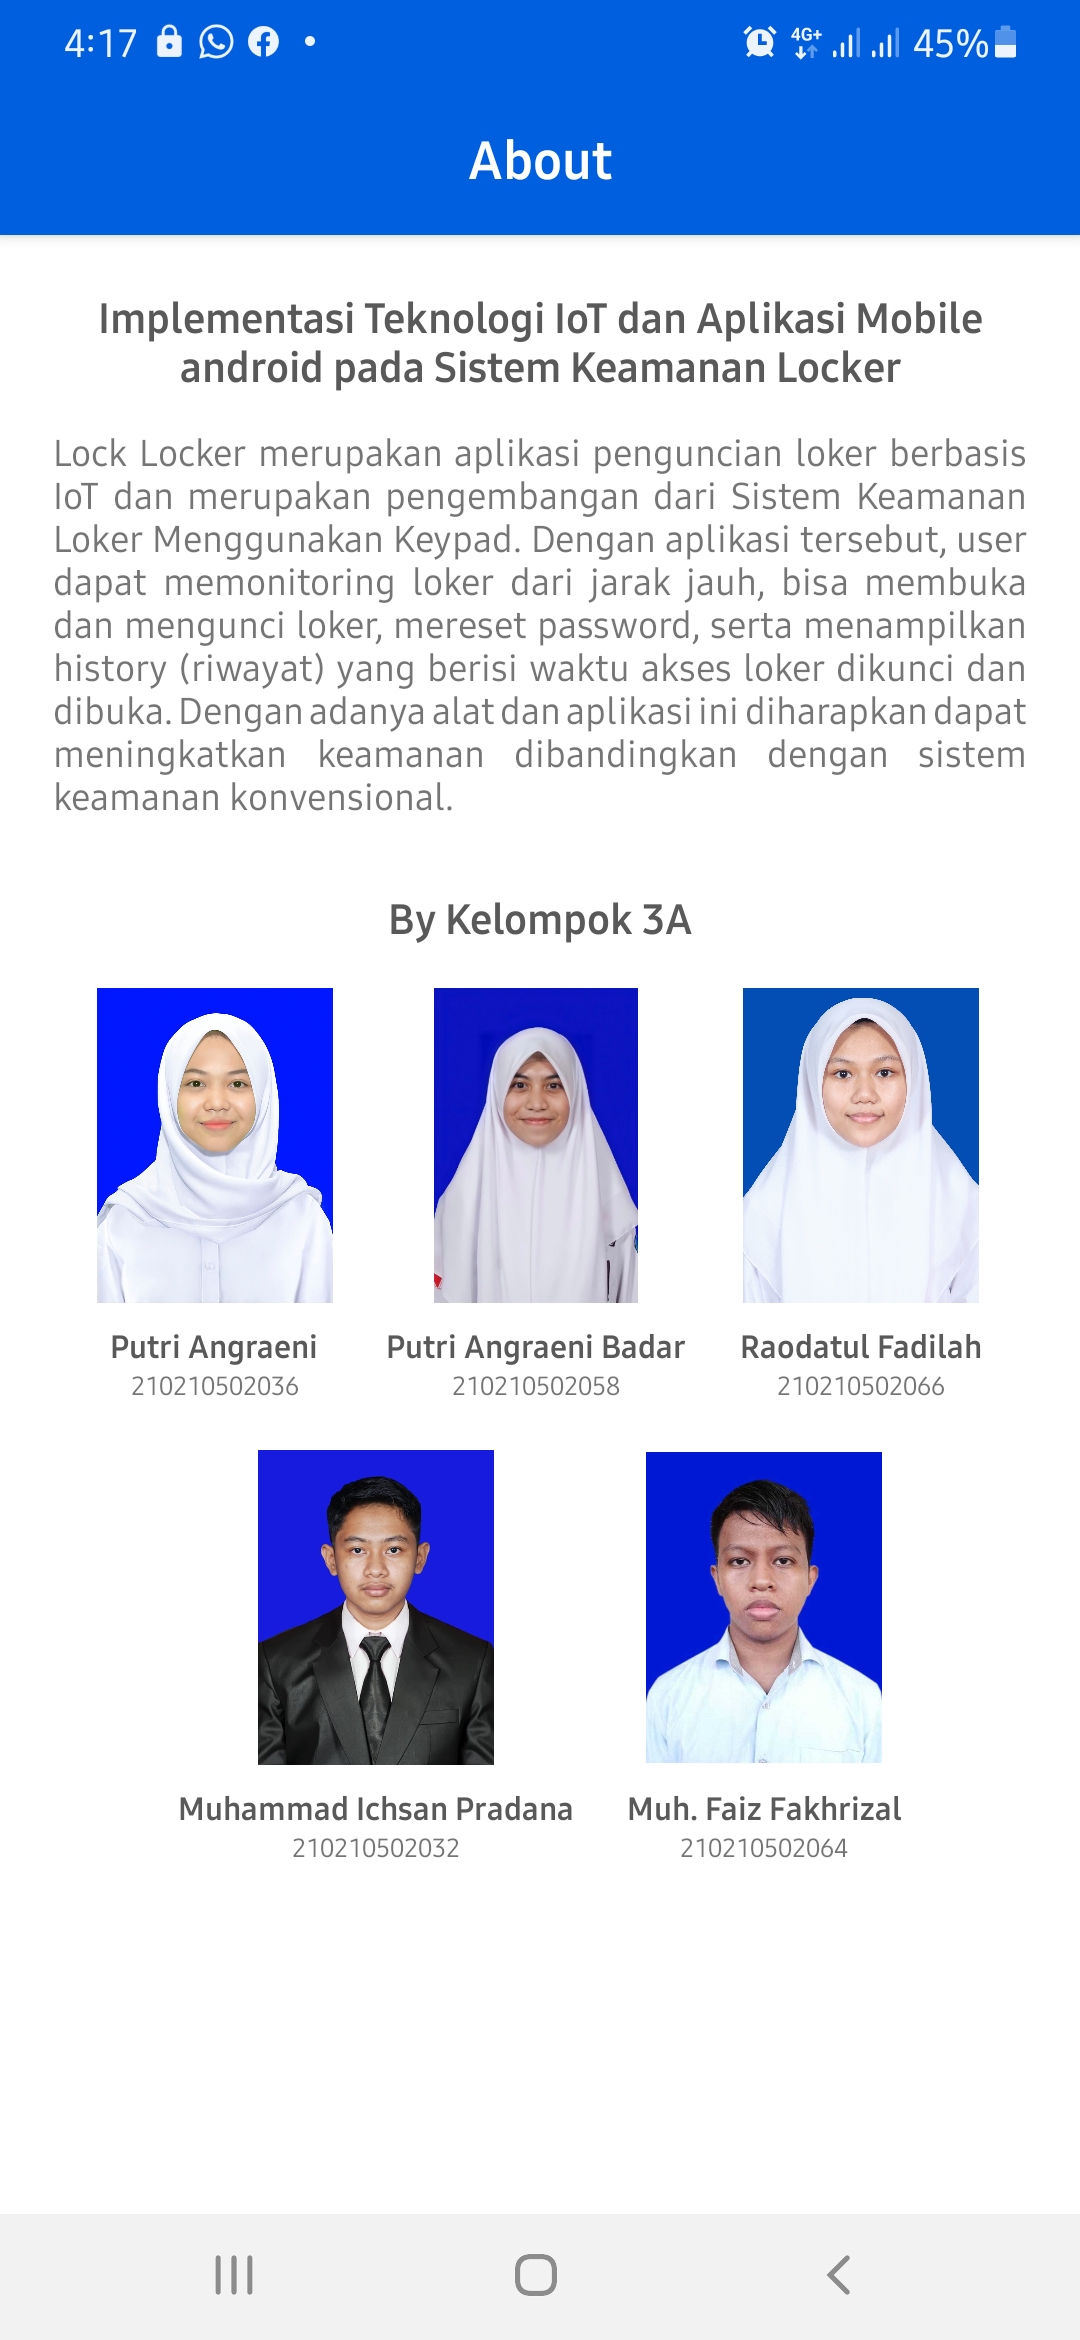 4:17
4G+
45%
About
Implementasi Teknologi IoT dan Aplikasi Mobile
android pada Sistem Keamanan Locker
Lock Locker merupakan aplikasi penguncian loker berbasis
IoT dan merupakan pengembangan dari Sistem Keamanan
Loker Menggunakan Keypad. Dengan aplikasi tersebut, user
dapat memonitoring loker dari jarak jauh, bisa membuka
dan mengunci loker, mereset password, serta menampilkan
history (riwayat) yang berisi waktu akses loker dikunci dan
dibuka. Dengan adanya alat dan aplikasi ini diharapkan dapat
meningkatkan keamanan dibandingkan dengan sistem
keamanan konvensional.
By Kelompok 3A
Putri Angraeni
210210502036
Putri Angraeni Badar
210210502058
Raodatul Fadilah
210210502066
Muhammad Ichsan Pradana
210210502032
Muh. Faiz Fakhrizal
210210502064